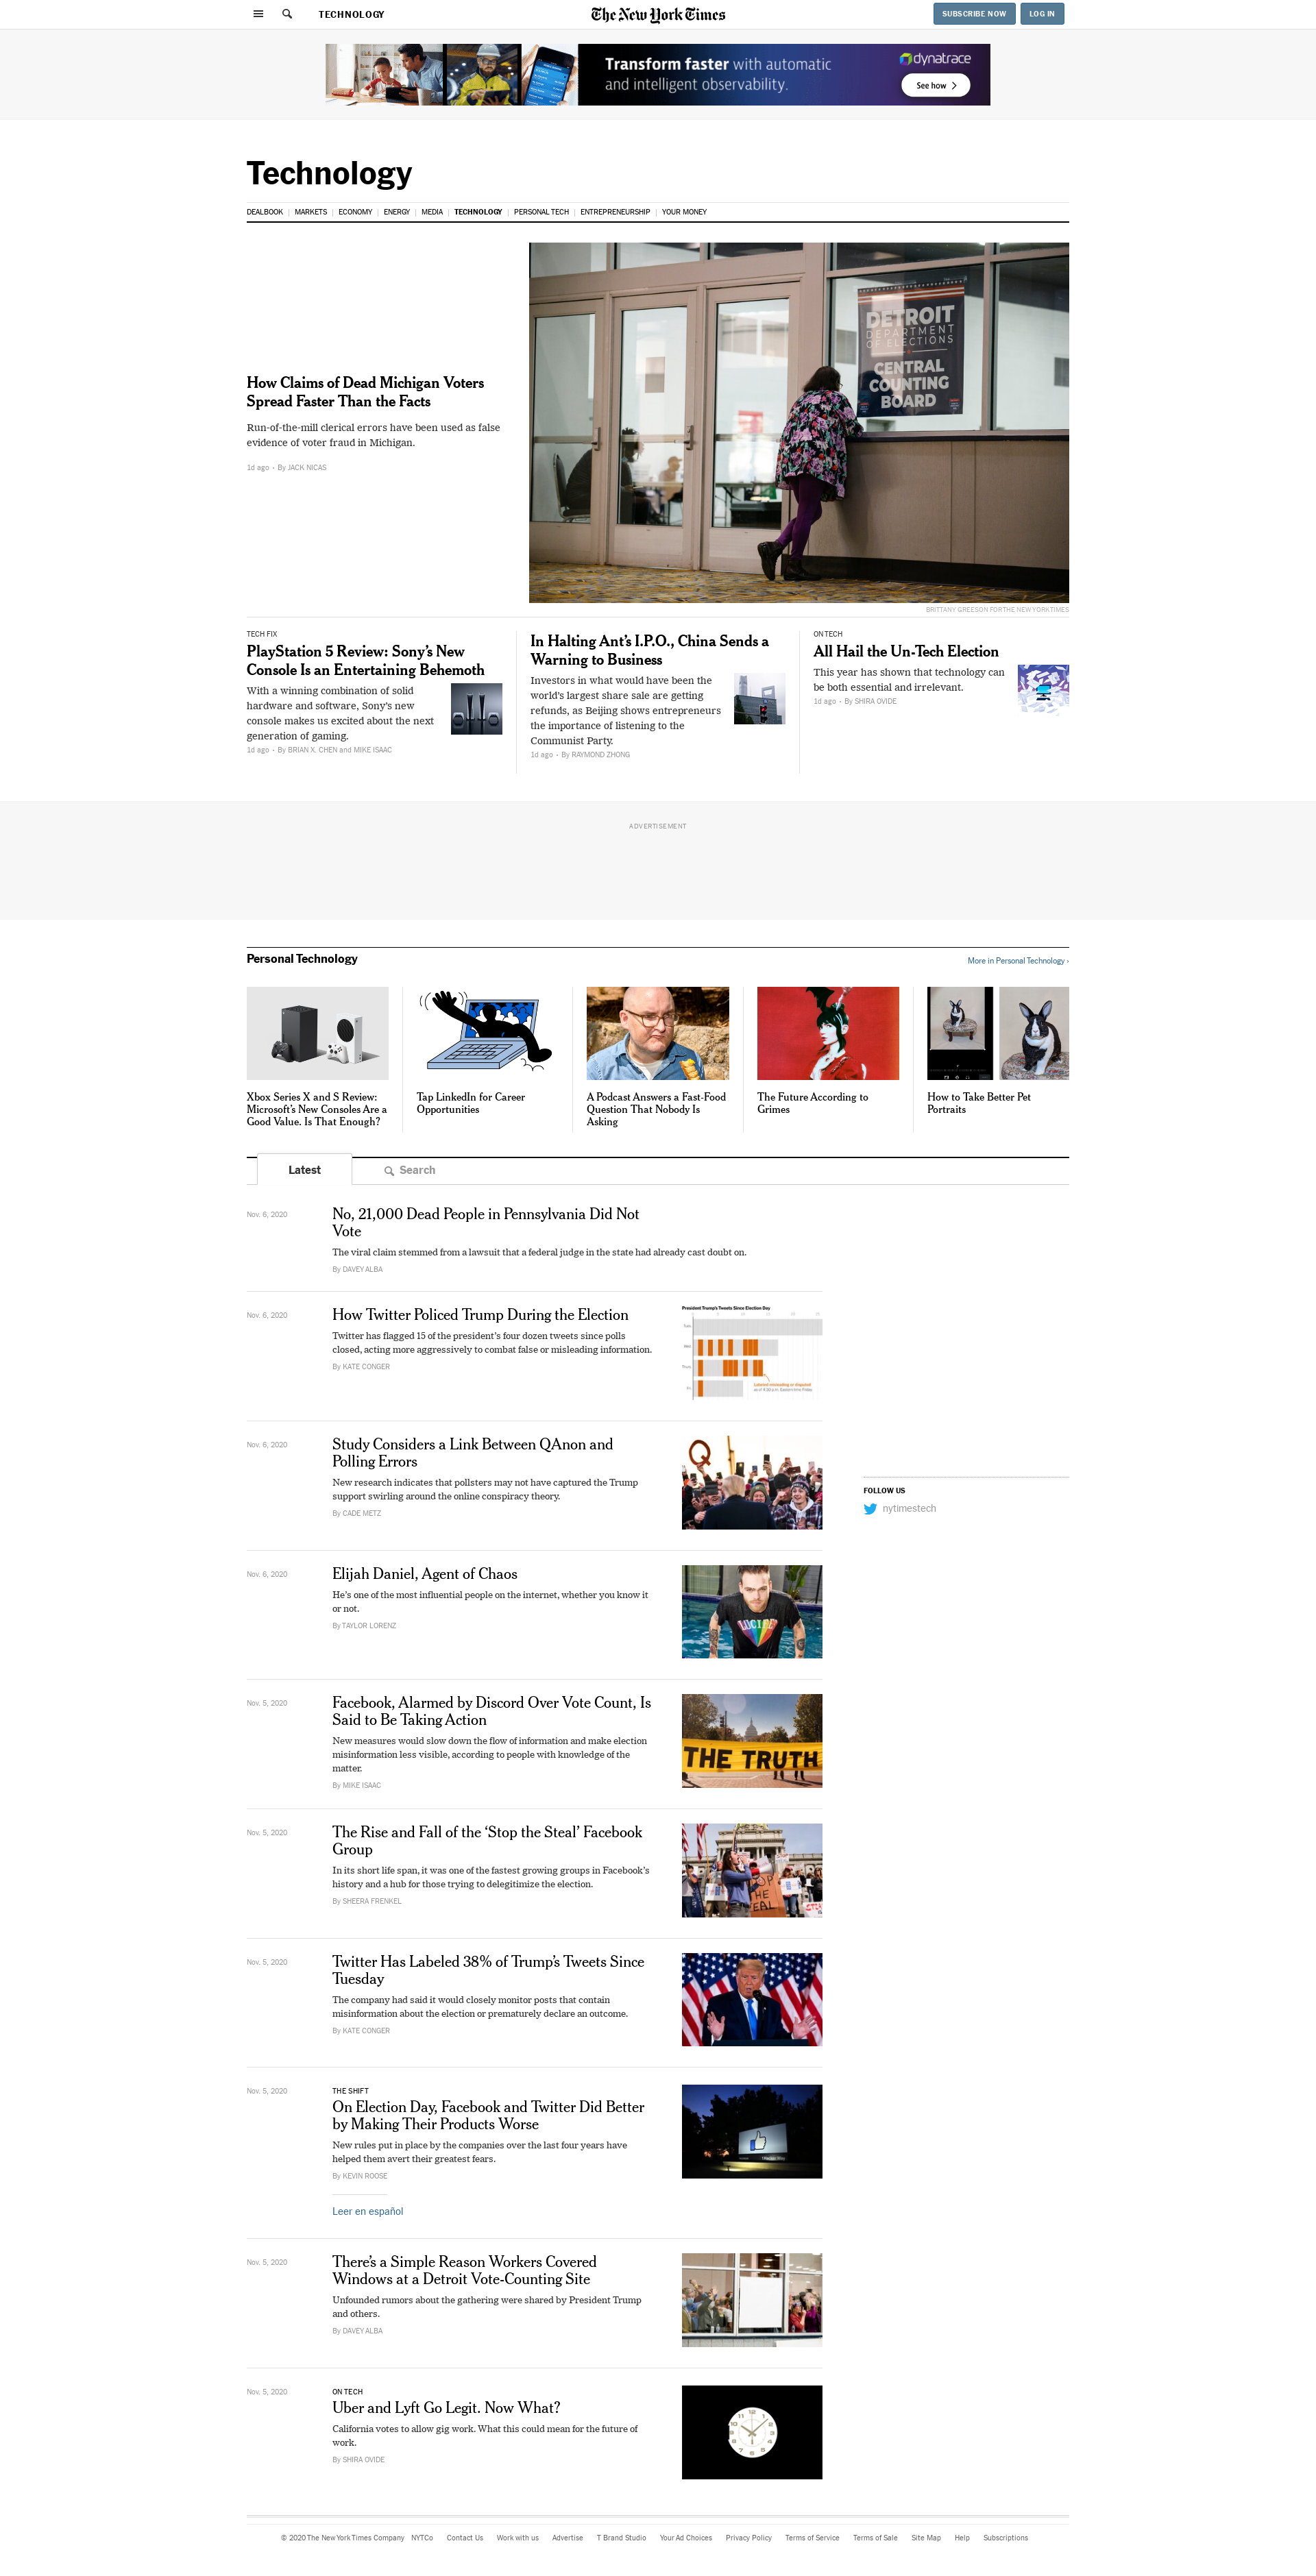 TECHNOLOGY
The New York Times
SUBSCRIBE NOW
LOG IN
Transform faster with automatic
and intelligent observability.
dynatrace
See how
Technology
DEALBOOK
MARKETS
ECONOMY
ENERGY
MEDIA
TECHNOLOGY
PERSONAL TECH
ENTREPRENEURSHIP
YOUR MONEY
How Claims of Dead Michigan Voters
Spread Faster Than the Facts
Run-of-the-mill clerical errors have been used as false
evidence of voter fraud in Michigan.
1d ago • By JACK NICAS
DETROIT
DEPARTMENT
OF ELECTIONS
CENTRAL
COUNTING
BOARD
BRITTANY GREESON FOR THE NEW YORK TIMES
TECH FIX
PlayStation 5 Review: Sony’s New
Console Is an Entertaining Behemoth
With a winning combination of solid
hardware and software, Sony’s new
console makes us excited about the next
generation of gaming.
1d ago • By BRIAN X. CHEN and MIKE ISAAC
In Halting Ant’s I.P.O., China Sends a
Warning to Business
Investors in what would have been the
world’s largest share sale are getting
refunds, as Beijing shows entrepreneurs
the importance of listening to the
Communist Party.
1d ago • By RAYMOND ZHONG
ON TECH
All Hail the Un-Tech Election
This year has shown that technology can
be both essential and irrelevant.
1d ago • By SHIRA OVIDE
ADVERTISEMENT
Personal Technology
More in Personal Technology ›
Xbox Series X and S Review:
Microsoft’s New Consoles Are a
Good Value. Is That Enough?
Tap LinkedIn for Career
Opportunities
A Podcast Answers a Fast-Food
Question That Nobody Is
Asking
The Future According to
Grimes
How to Take Better Pet
Portraits
Latest
Search
Nov. 6, 2020
No, 21,000 Dead People in Pennsylvania Did Not
Vote
The viral claim stemmed from a lawsuit that a federal judge in the state had already cast doubt on.
By DAVEY ALBA
Nov. 6, 2020
How Twitter Policed Trump During the Election
Twitter has flagged 15 of the president’s four dozen tweets since polls
closed, acting more aggressively to combat false or misleading information.
By KATE CONGER
President Trump's Tweets Since Election Day
Labeled misleading or disputed
Nov. 6, 2020
Study Considers a Link Between QAnon and
Polling Errors
New research indicates that pollsters may not have captured the Trump
support swirling around the online conspiracy theory.
By CADE METZ
Q
FOLLOW US
nytimestech
Nov. 6, 2020
Elijah Daniel, Agent of Chaos
He’s one of the most influential people on the internet, whether you know it
or not.
By TAYLOR LORENZ
Nov. 5, 2020
Facebook, Alarmed by Discord Over Vote Count, Is
Said to Be Taking Action
New measures would slow down the flow of information and make election
misinformation less visible, according to people with knowledge of the
matter.
By MIKE ISAAC
THE TRUTH
Nov. 5, 2020
The Rise and Fall of the ‘Stop the Steal’ Facebook
Group
In its short life span, it was one of the fastest growing groups in Facebook’s
history and a hub for those trying to delegitimize the election.
By SHEERA FRENKEL
Nov. 5, 2020
Twitter Has Labeled 38% of Trump’s Tweets Since
Tuesday
The company had said it would closely monitor posts that contain
misinformation about the election or prematurely declare an outcome.
By KATE CONGER
Nov. 5, 2020
THE SHIFT
On Election Day, Facebook and Twitter Did Better
by Making Their Products Worse
New rules put in place by the companies over the last four years have
helped them avert their greatest fears.
By KEVIN ROOSE
Leer en español
Nov. 5, 2020
There’s a Simple Reason Workers Covered
Windows at a Detroit Vote-Counting Site
Unfounded rumors about the gathering were shared by President Trump
and others.
By DAVEY ALBA
Nov. 5, 2020
ON TECH
Uber and Lyft Go Legit. Now What?
California votes to allow gig work. What this could mean for the future of
work.
By SHIRA OVIDE
© 2020 The New York Times Company
NYTCo
Contact Us
Work with us
Advertise
T Brand Studio
Your Ad Choices
Privacy Policy
Terms of Service
Terms of Sale
Site Map
Help
Subscriptions